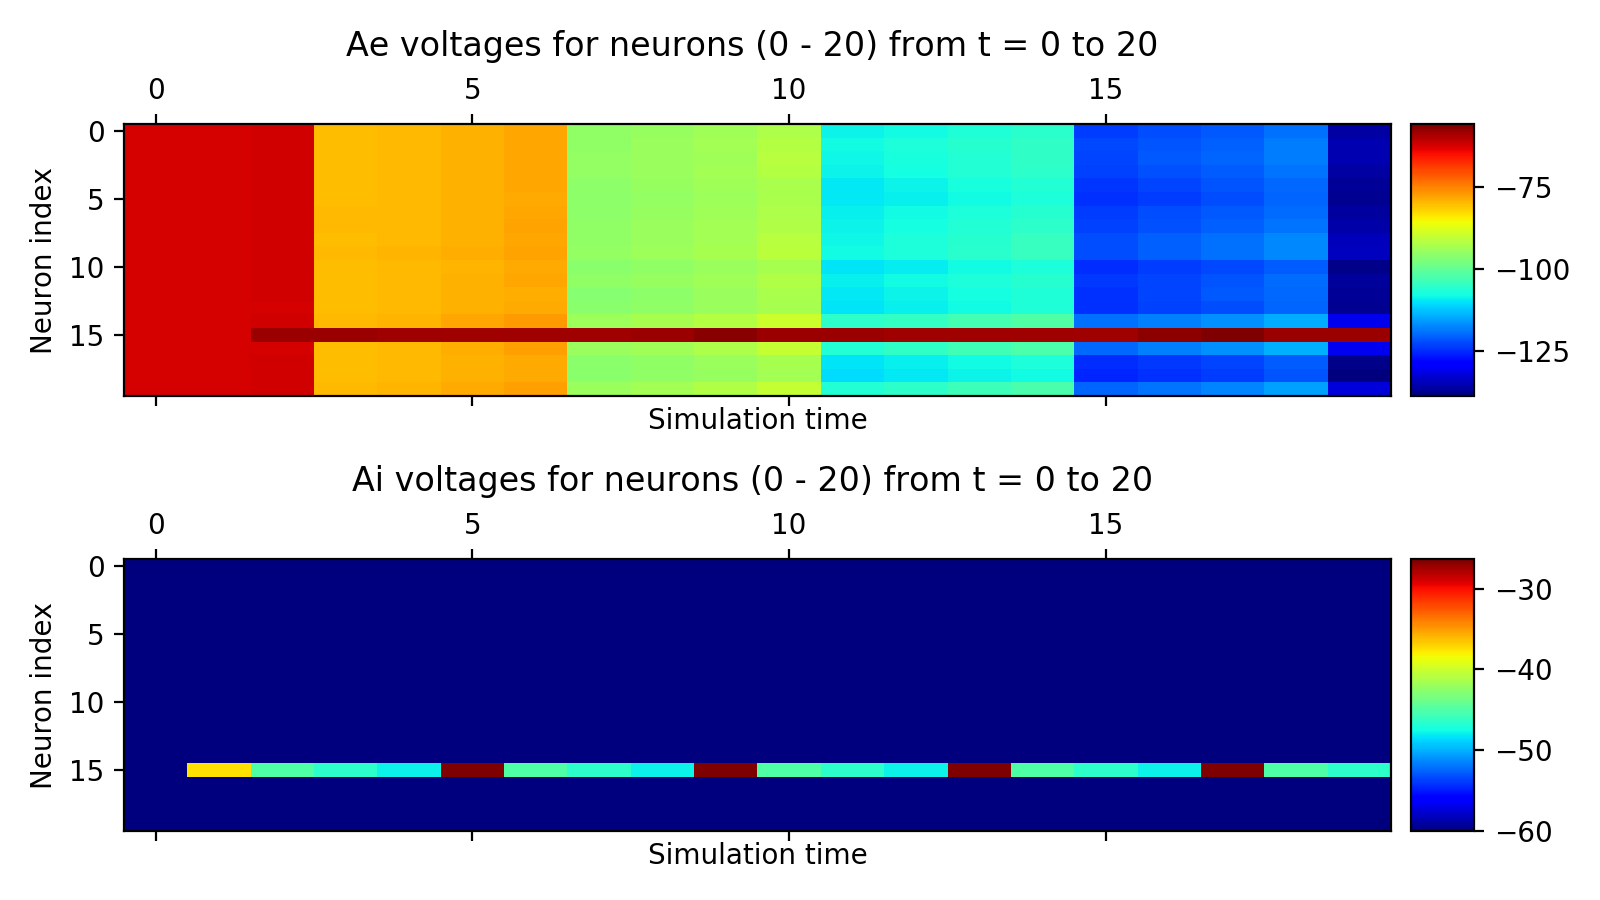 Ae voltages for neurons (0 - 20) from t = 0 to 20
0 5 10 15
Neuron index
0
5
10
15
Simulation time
−75
−100
−125
Ai voltages for neurons (0 - 20) from t = 0 to 20
0 5 10 15
Neuron index
0
5
10
15
Simulation time
−30
−40
−50
−60